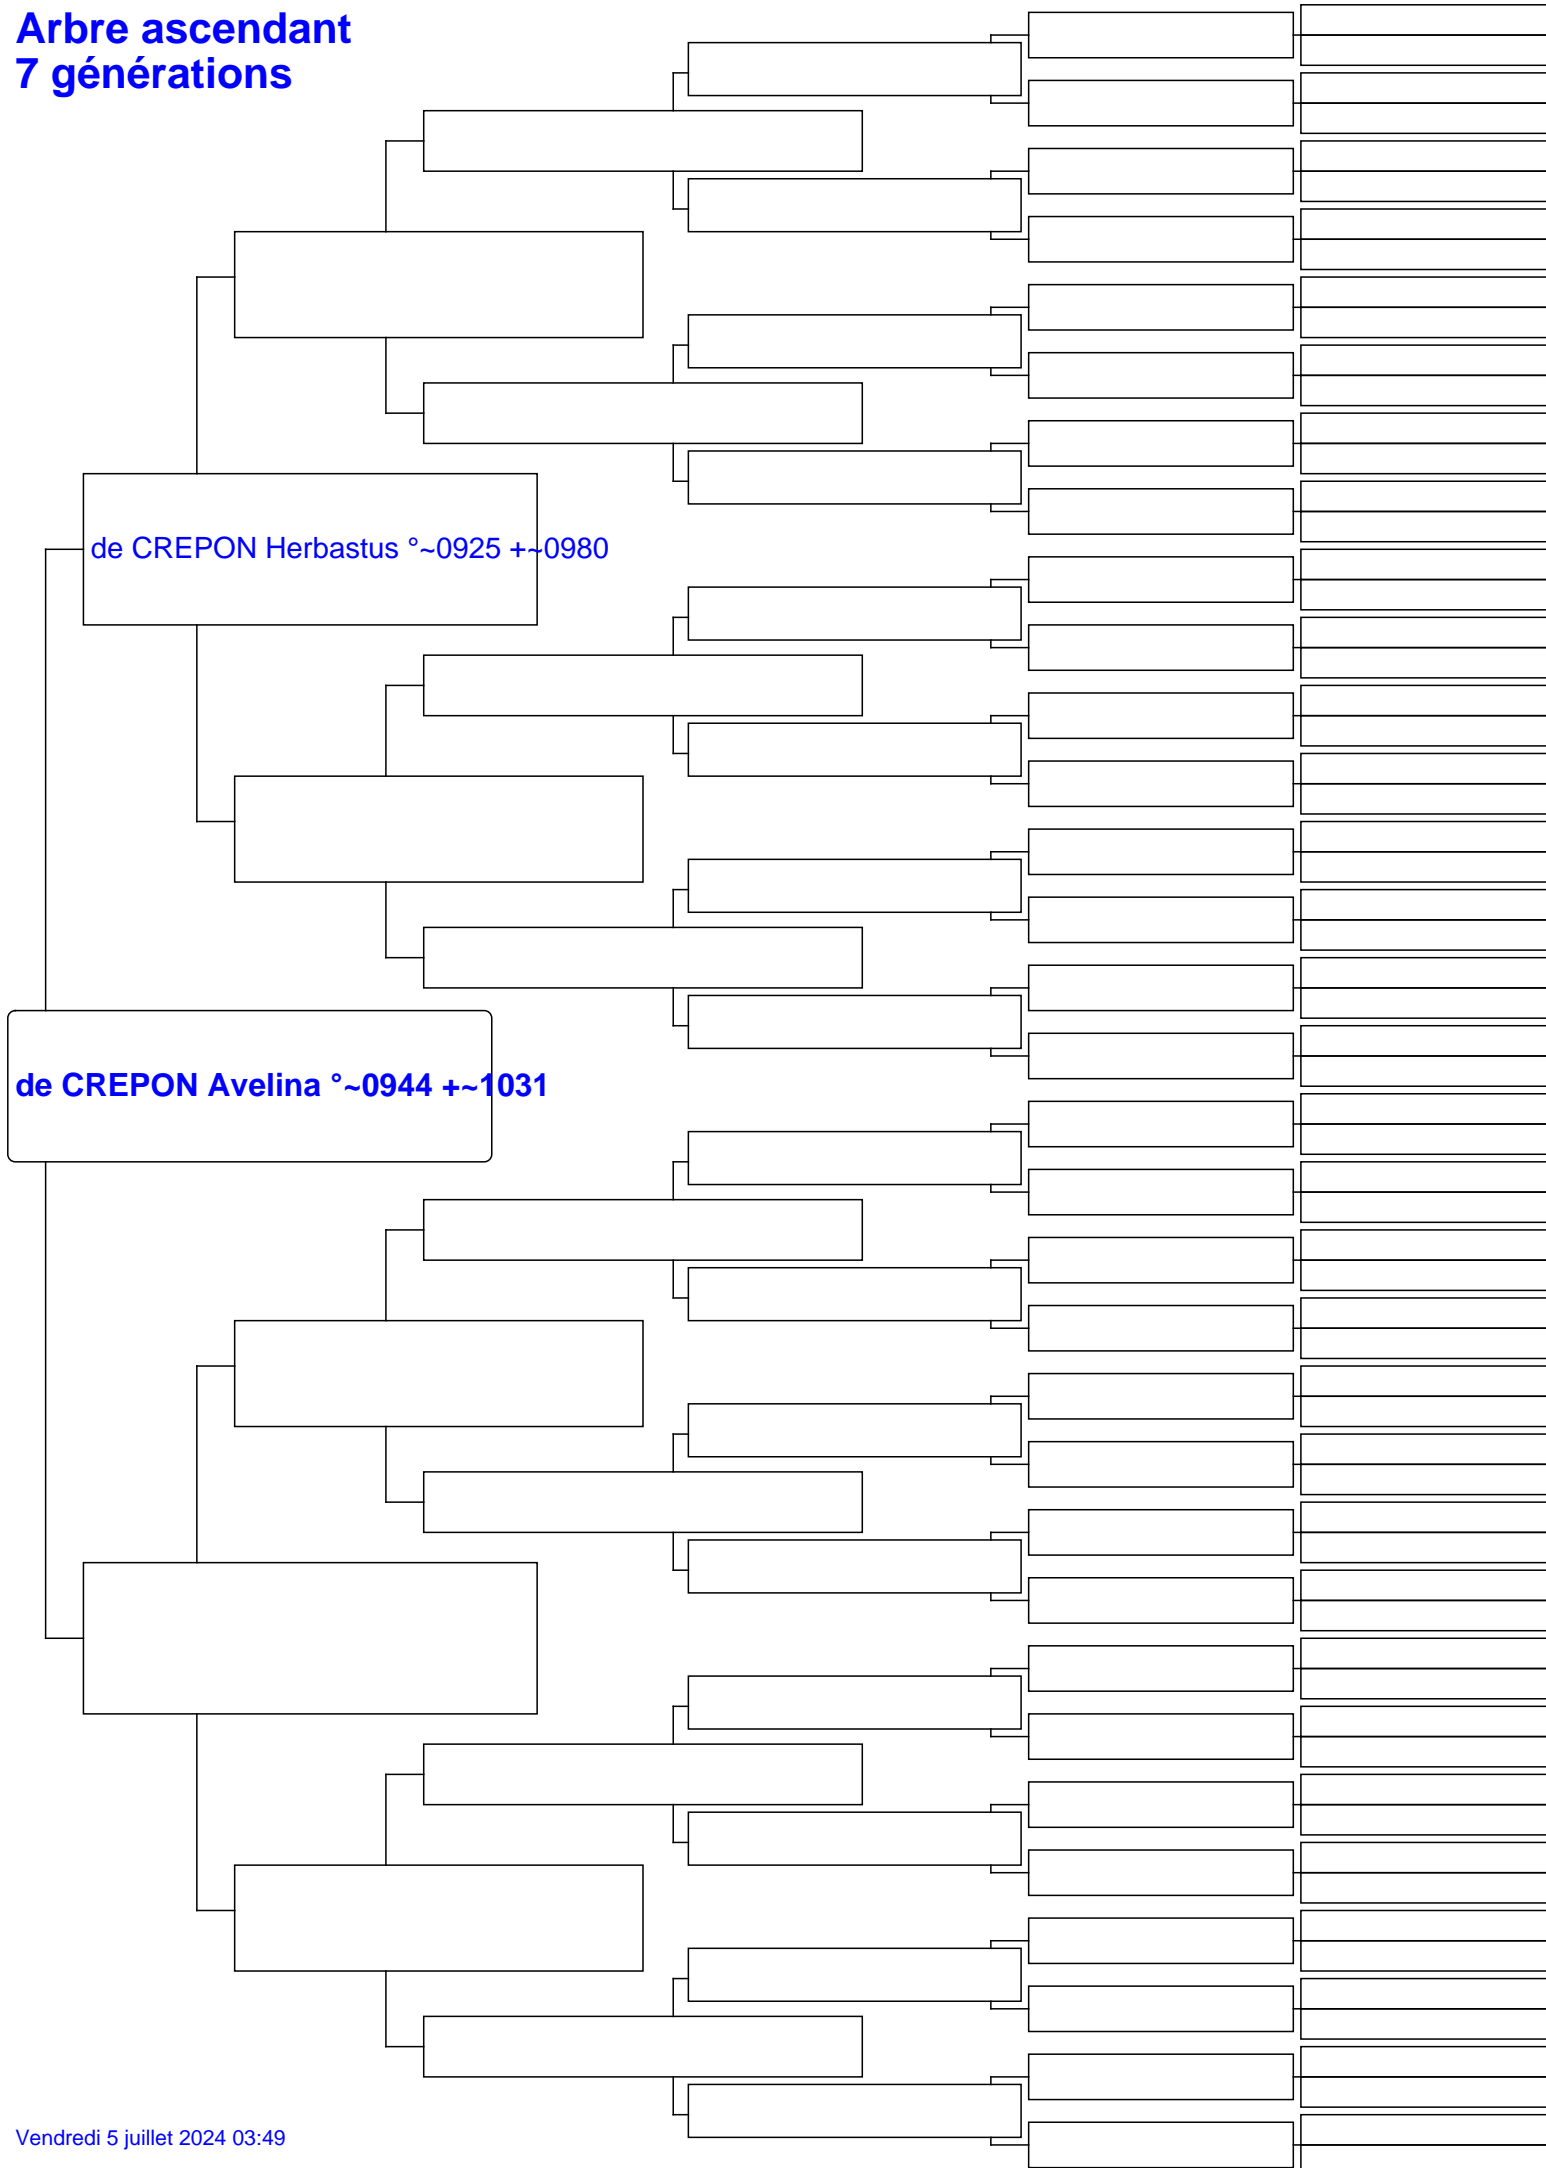 Arbre ascendant
7 générations
de CREPON Herbastus °~0925 +~0980
de CREPON Avelina °~0944 +~1031
Vendredi 5 juillet 2024 03:49